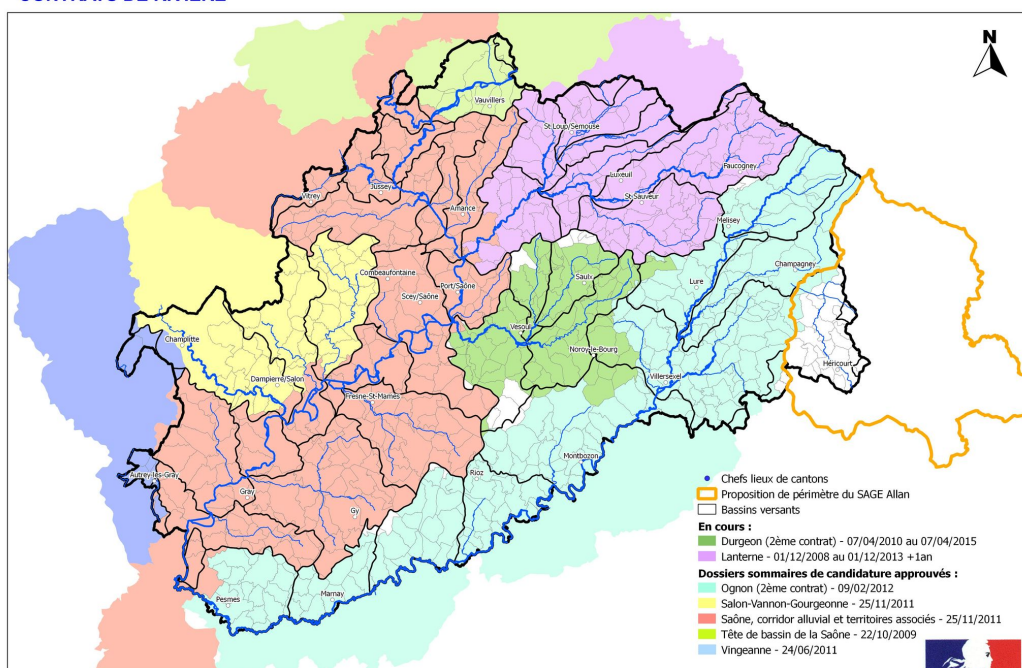 N
Vauvillers
St-Loup/Semouse
Faucogney
Luxeuil
Jussey
Vitrey
St-Sauveur
Amance
Melisey
Champagney
Combeaufontaine
Saulx
Port/Saône
Lure
Scey/Saône
Vesoul
Champlitte
Noroy-le-Bourg
Héricourt
Dampierre/Salon
Villersexel
Fresne-St-Mamès
Montbozon
Autrey-lès-Gray
Rioz
Gray
Gy
Marnay
Pesmes
Chefs lieux de cantons
Proposition de périmètre du SAGE Allan
Bassins versants
En cours :
Durgeon (2ème contrat) - 07/04/2010 au 07/04/2015
Lanterne - 01/12/2008 au 01/12/2013 +1an
Dossiers sommaires de candidature approuvés :
Ognon (2ème contrat) - 09/02/2012
Salon-Vannon-Gourgeonne - 25/11/2011
Saône, corridor alluvial et territoires associés - 25/11/2011
Tête de bassin de la Saône - 22/10/2009
Vingeanne - 24/06/2011